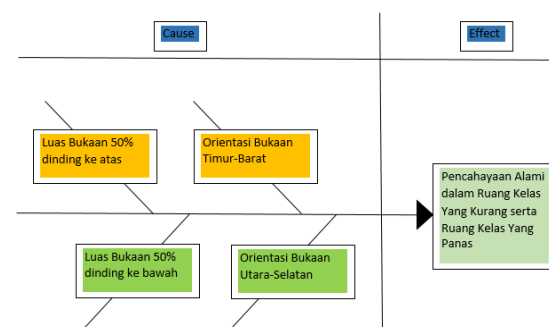 Cause
Effect
Luas Bukaan 50%
dinding ke atas
Orientasi Bukaan
Timur-Barat
Pencahayaan Alami
dalam Ruang Kelas
Yang Kurang serta
Ruang Kelas Yang
Panas
Luas Bukaan 50%
dinding ke bawah
Orientasi Bukaan
Utara-Selatan